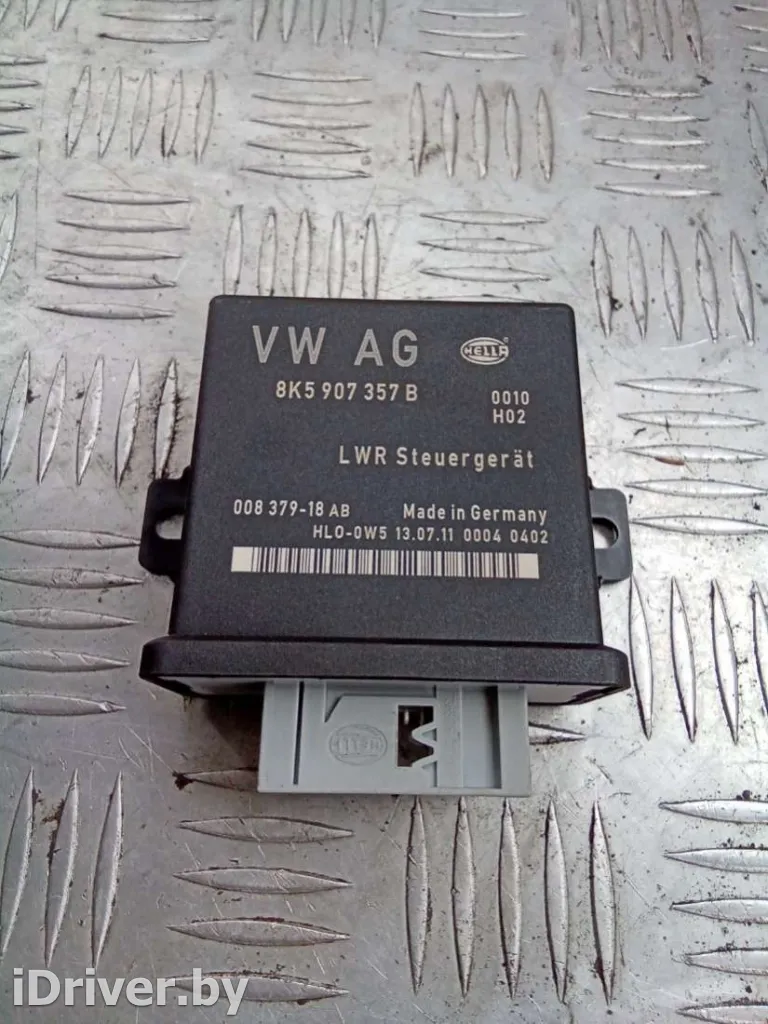 VW AG HELLA ®
8K5 907 357 B 0010
H02
LWR Steuergerät
008 379-18 AB Made in Germany
HLO-0W5 13.07.11 0004 0402
HELLA
iDriver.by